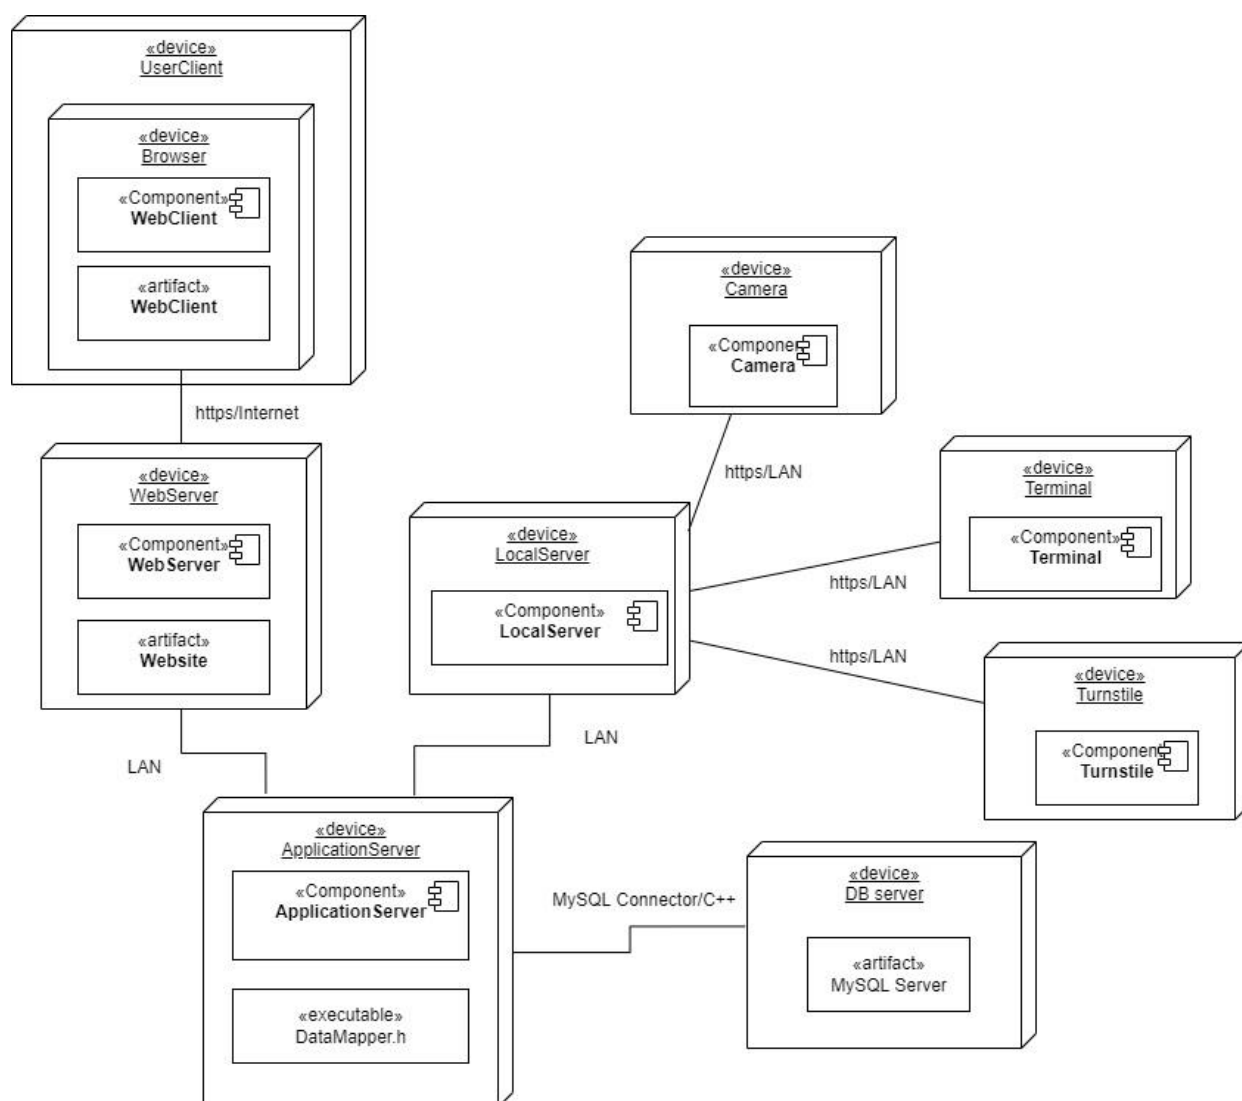 «device»
UserClient
«device»
Browser
«Component»
WebClient
«artifact»
WebClient
https/Internet
«device»
WebServer
«Component»
WebServer
«artifact»
Website
LAN
«device»
Camera
«Component
Camera
https/LAN
«device»
LocalServer
«Component»
LocalServer
«device»
Terminal
«Component»
Terminal
https/LAN
https/LAN
«device»
Turnstile
«Component
Turnstile
LAN
«device»
ApplicationServer
«Component»
ApplicationServer
«executable»
DataMapper.h
MySQL Connector/C++
«device»
DB server
«artifact»
MySQL Server